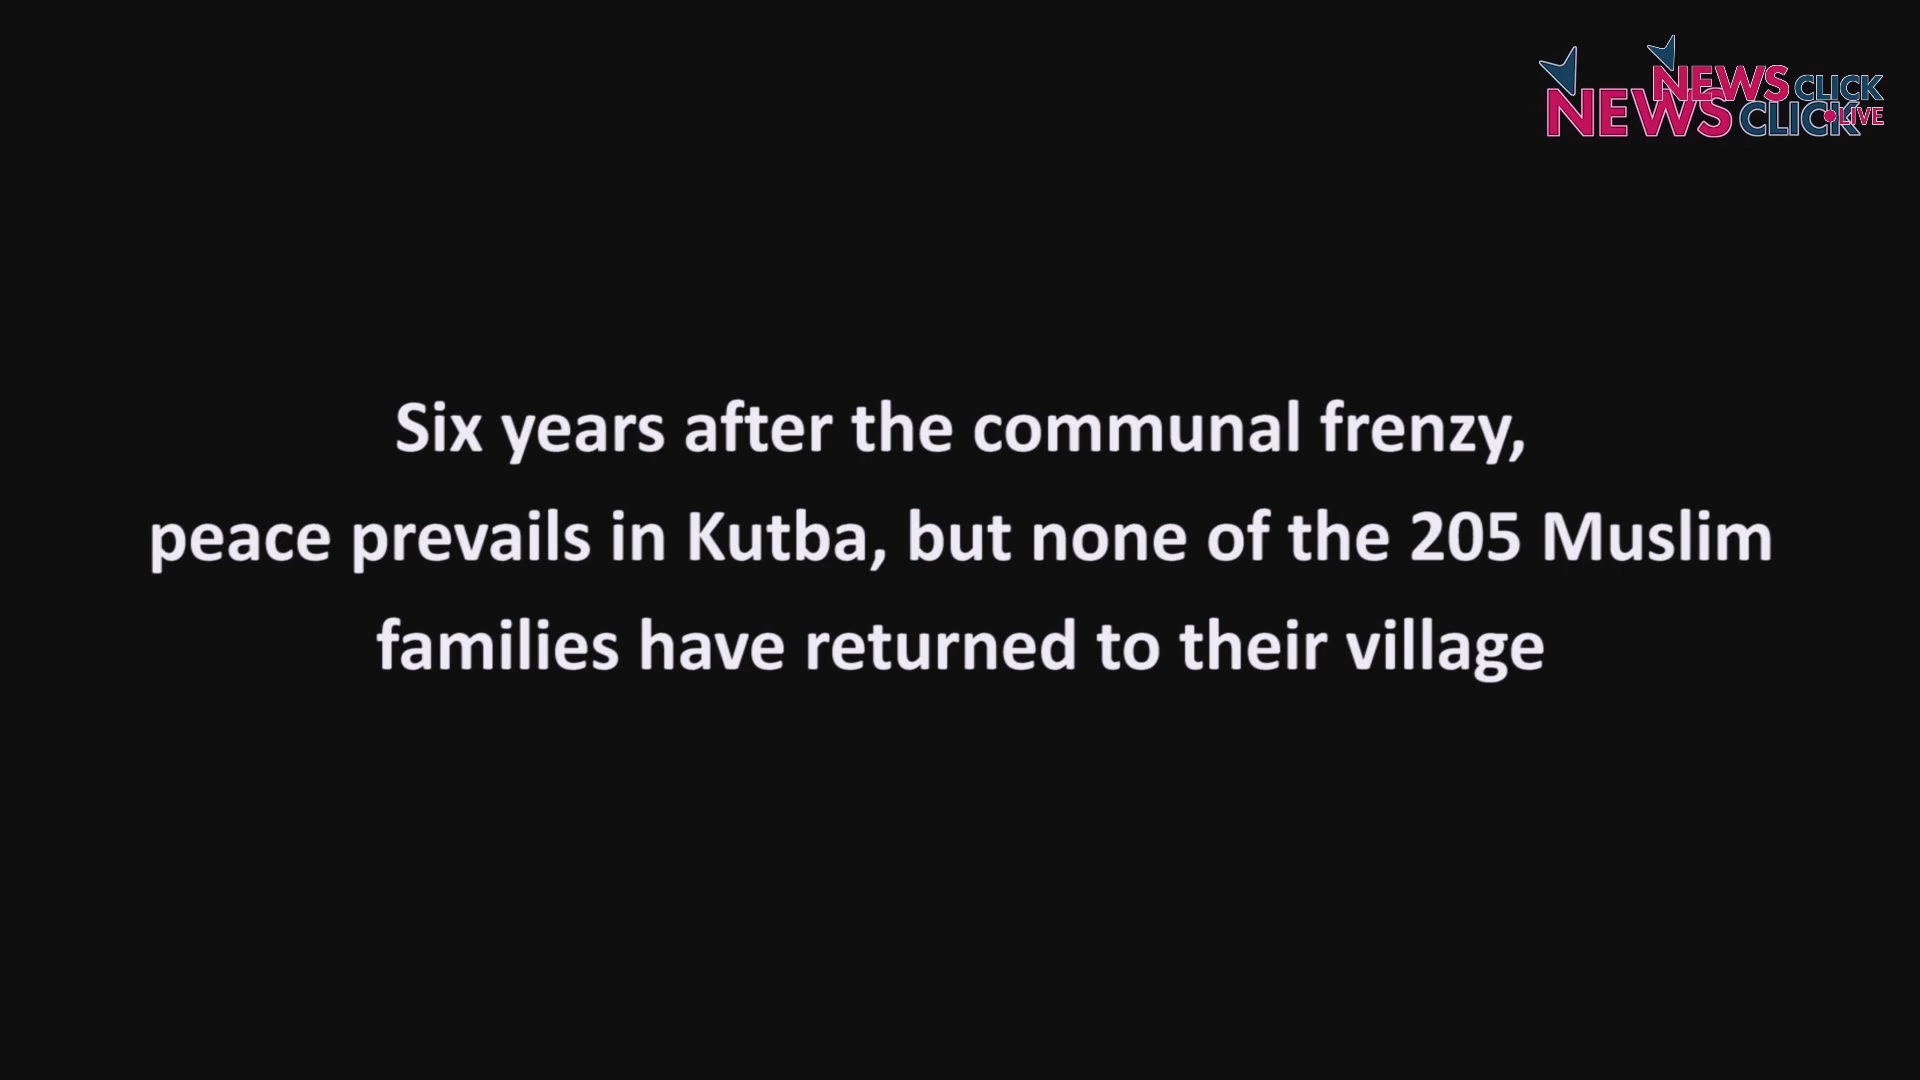 NEWS CLICK
NEWS CLICK
LIVE
Six years after the communal frenzy,
peace prevails in Kutba, but none of the 205 Muslim
families have returned to their village